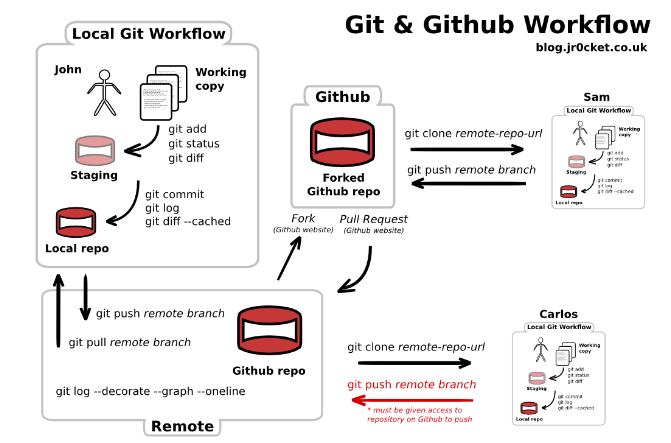 Git & Github Workflow
blog.jr0cket.co.uk
Local Git Workflow
John
Working
copy
git add
git status
git diff
Staging
git commit
git log
git diff --cached
Local repo
Github
Forked
Github repo
Fork
(Github website)
Pull Request
(Github website)
git clone remote-repo-url
git push remote branch
Sam
Local Git Workflow
Working
copy
git add
git status
git diff
Staging
git commit
git log
git diff --cached
Local repo
git push remote branch
git pull remote branch
Github repo
git log --decorate --graph --oneline
Remote
git clone remote-repo-url
git push remote branch
* must be given access to
repository on Github to push
Carlos
Local Git Workflow
Working
copy
git add
git status
git diff
Staging
git commit
git log
git diff --cached
Local repo